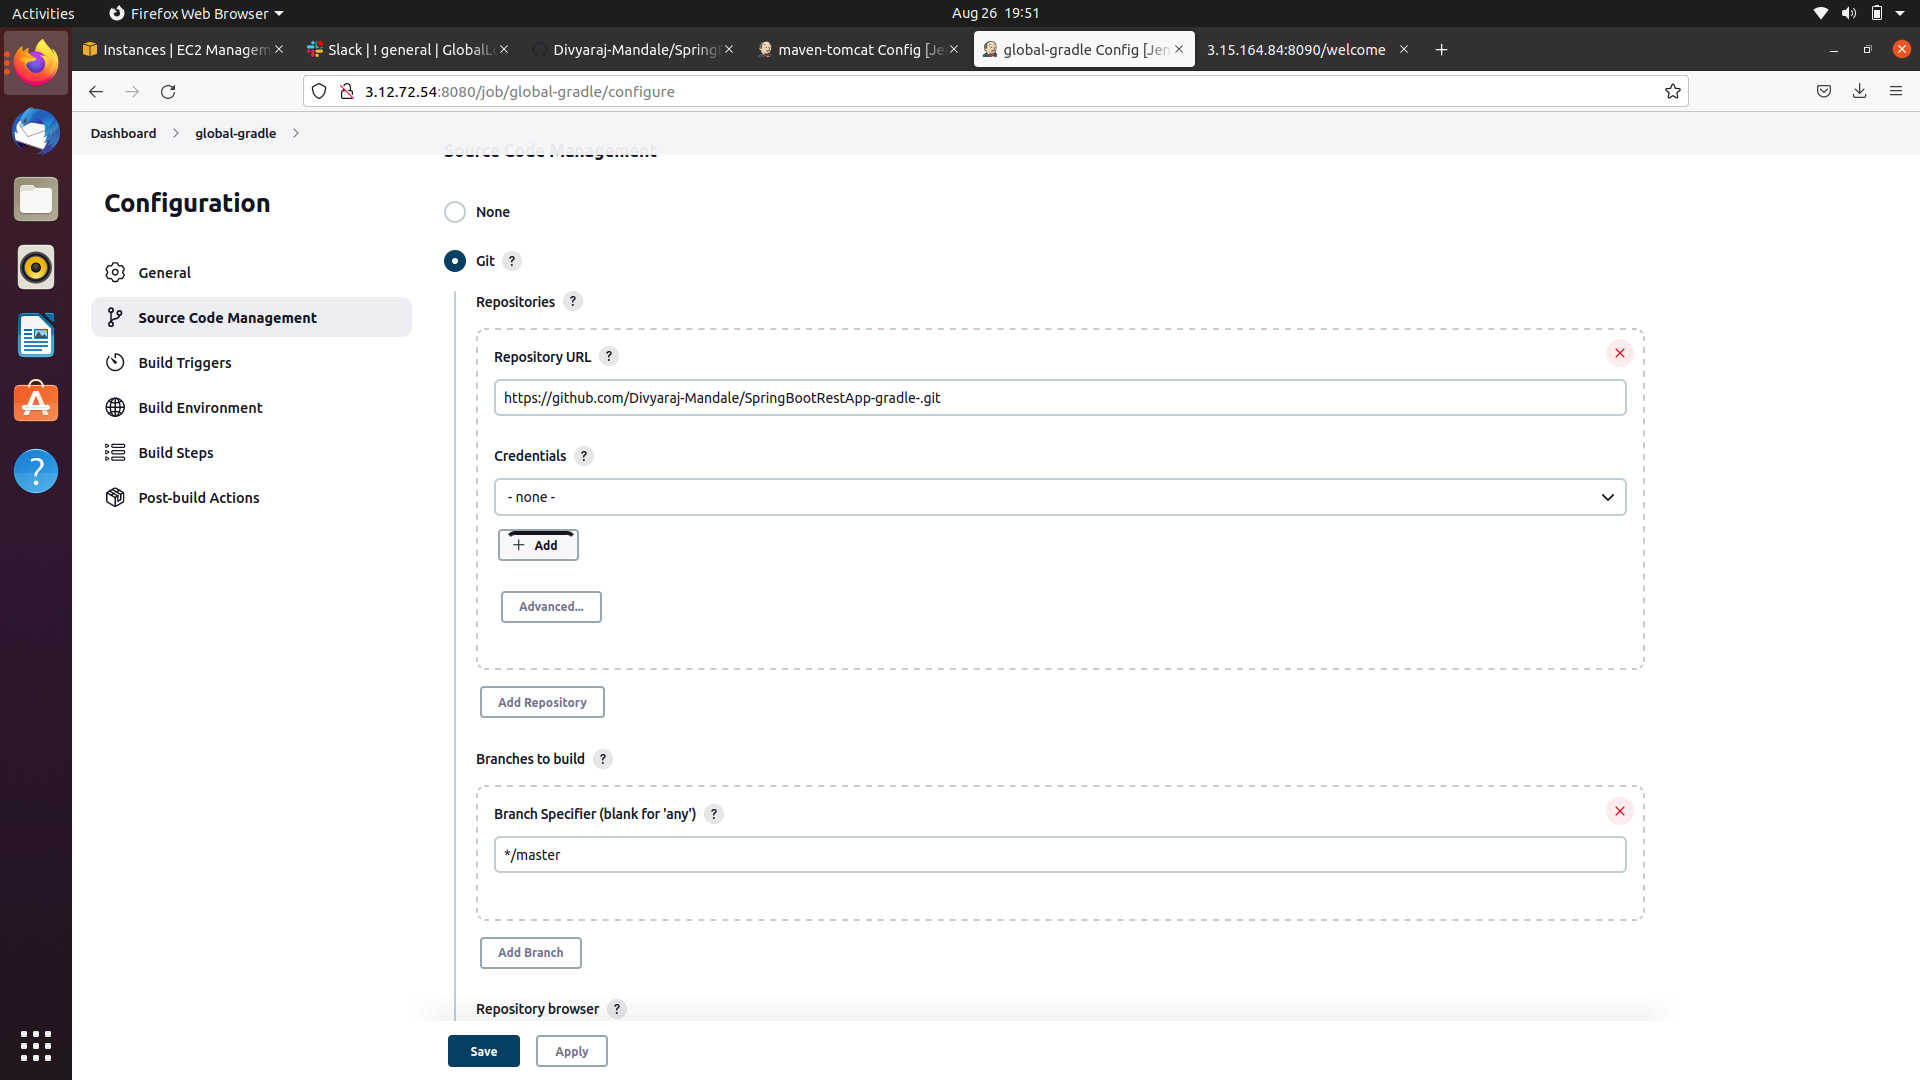 Activities
Firefox Web Browser
Aug 26 19:51
Instances | EC2 Managem
Slack | ! general | GlobalL
Divyaraj-Mandale/Spring
maven-tomcat Config [Je
global-gradle Config [Jen
3.15.164.84:8090/welcome
3.12.72.54:8080/job/global-gradle/configure
Dashboard
global-gradle
Source Code Management
Configuration
None
Git ?
General
Source Code Management
Build Triggers
Build Environment
Build Steps
Post-build Actions
Repositories ?
Repository URL ?
https://github.com/Divyaraj-Mandale/SpringBootRestApp-gradle-.git
Credentials ?
- none -
+ Add
Advanced...
Add Repository
Branches to build ?
Branch Specifier (blank for 'any') ?
*/master
Add Branch
Repository browser ?
Save
Apply